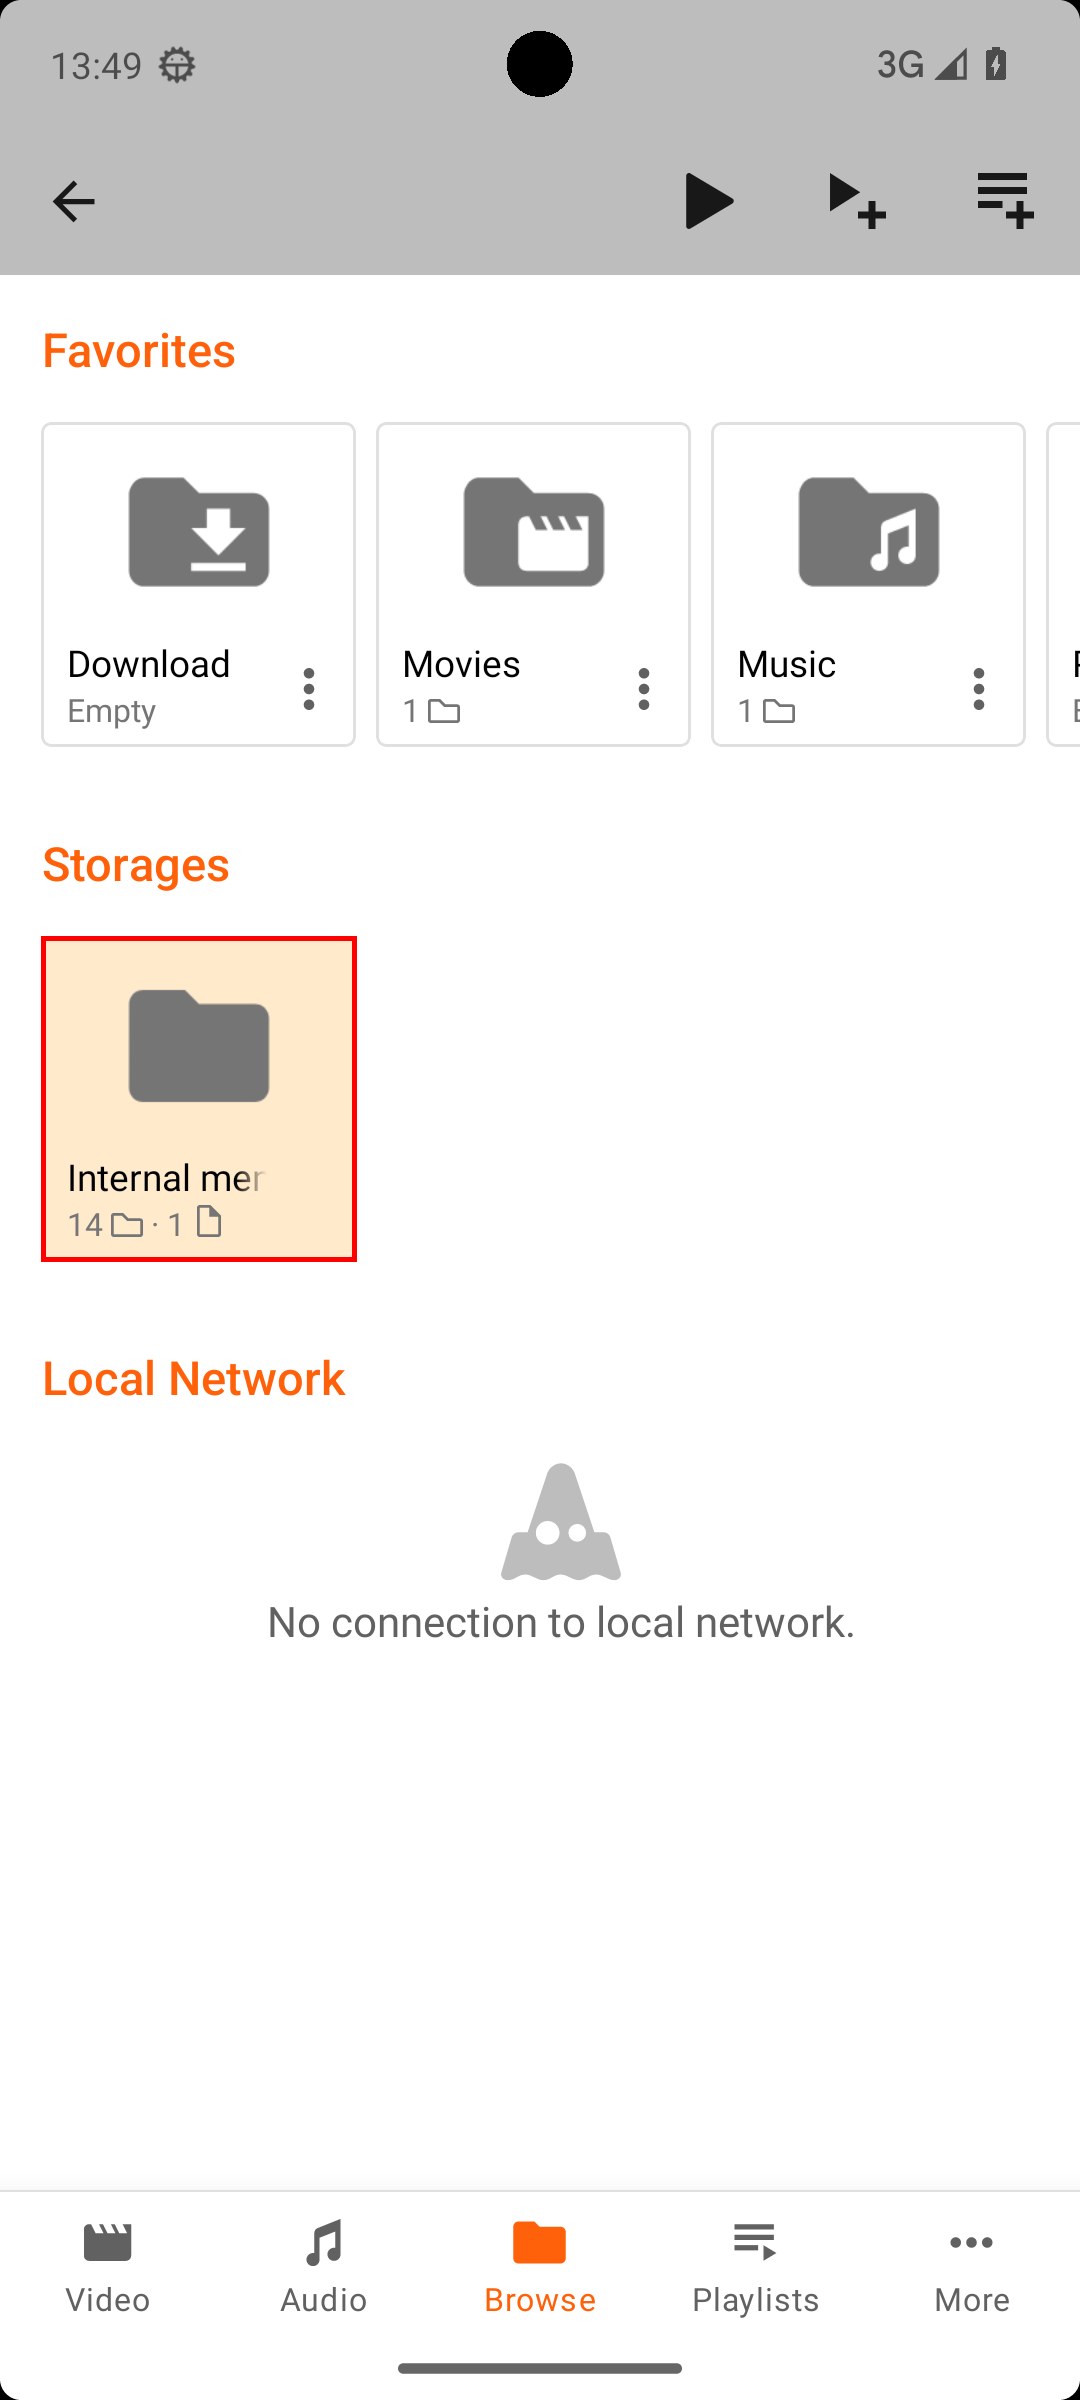 13:49
3G
Favorites
Download
Empty
Movies
1
Music
1
Storages
Internal mer
14 · 1
Local Network
No connection to local network.
Video
Audio
Browse
Playlists
More